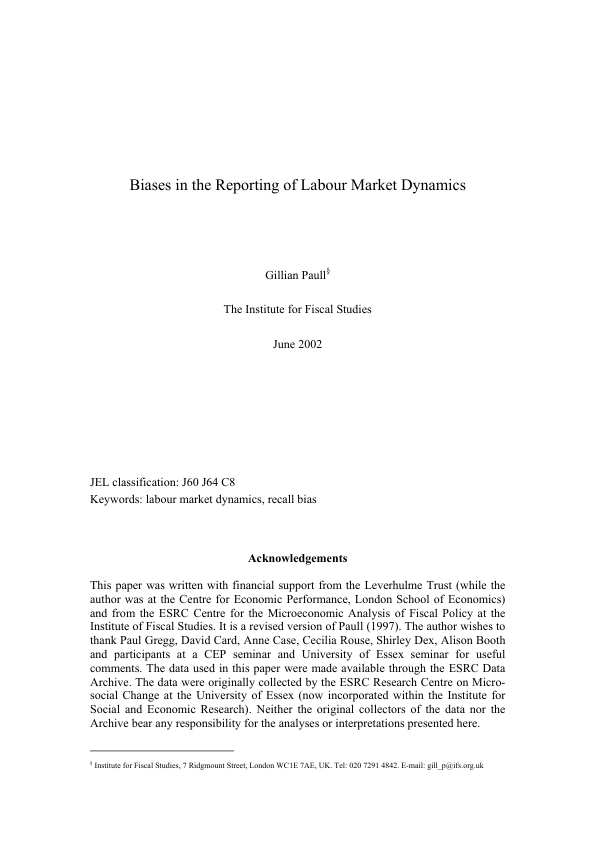 Biases in the Reporting of Labour Market Dynamics
Gillian Paull§
The Institute for Fiscal Studies
June 2002
JEL classification: J60 J64 C8
Keywords: labour market dynamics, recall bias
Acknowledgements
This paper was written with financial support from the Leverhulme Trust (while the
author was at the Centre for Economic Performance, London School of Economics)
and from the ESRC Centre for the Microeconomic Analysis of Fiscal Policy at the
Institute of Fiscal Studies. It is a revised version of Paull (1997). The author wishes to
thank Paul Gregg, David Card, Anne Case, Cecilia Rouse, Shirley Dex, Alison Booth
and participants at a CEP seminar and University of Essex seminar for useful
comments. The data used in this paper were made available through the ESRC Data
Archive. The data were originally collected by the ESRC Research Centre on Micro-
social Change at the University of Essex (now incorporated within the Institute for
Social and Economic Research). Neither the original collectors of the data nor the
Archive bear any responsibility for the analyses or interpretations presented here.
§ Institute for Fiscal Studies, 7 Ridgmount Street, London WC1E 7AE, UK. Tel: 020 7291 4842. E-mail: gill_p@ifs.org.uk